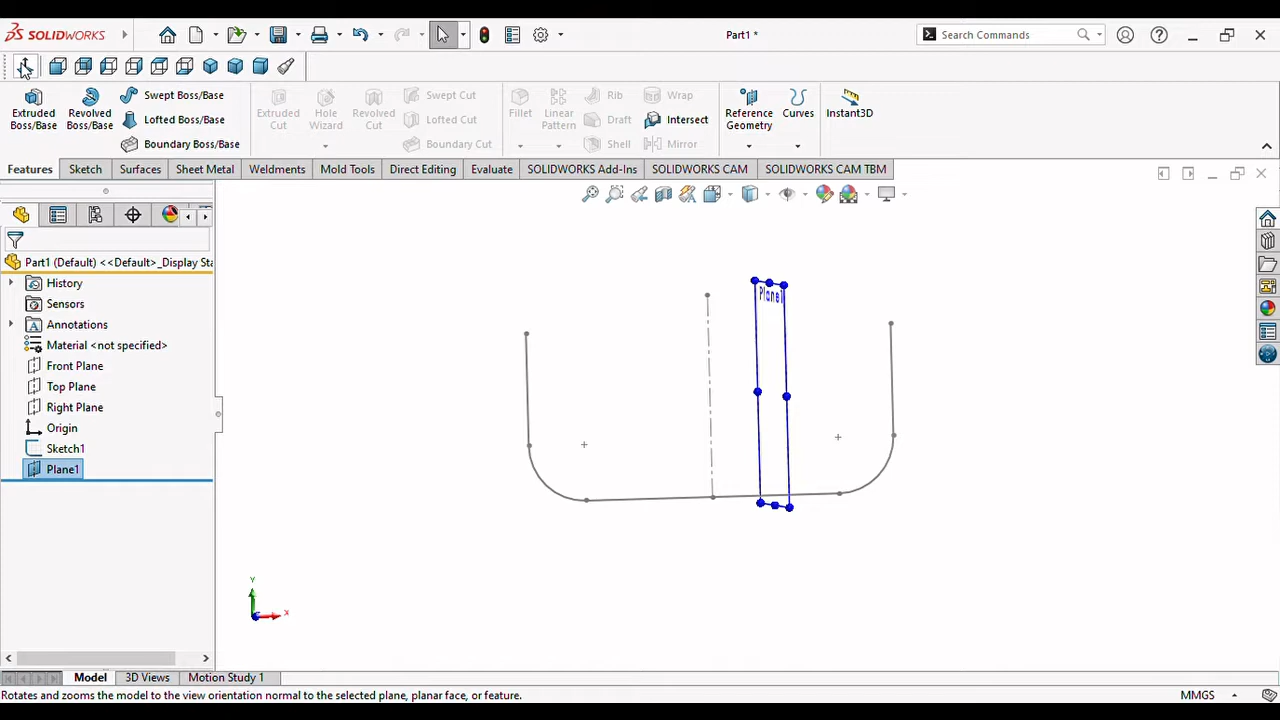 SOLIDWORKS
Part1 *
Search Commands
Extruded Boss/Base
Revolved Boss/Base
Swept Boss/Base
Lofted Boss/Base
Boundary Boss/Base
Extruded Cut
Hole Wizard
Revolved Cut
Swept Cut
Lofted Cut
Boundary Cut
Fillet
Linear Pattern
Rib
Draft
Shell
Wrap
Intersect
Mirror
Reference Geometry
Curves
Instant3D
Features
Sketch
Surfaces
Sheet Metal
Weldments
Mold Tools
Direct Editing
Evaluate
SOLIDWORKS Add-Ins
SOLIDWORKS CAM
SOLIDWORKS CAM TBM
Part1 (Default) <<Default>_Display Sta
History
Sensors
Annotations
Material <not specified>
Front Plane
Top Plane
Right Plane
Origin
Sketch1
Plane1
Plane1
Y
X
Model
3D Views
Motion Study 1
Rotates and zooms the model to the view orientation normal to the selected plane, planar face, or feature.
MMGS